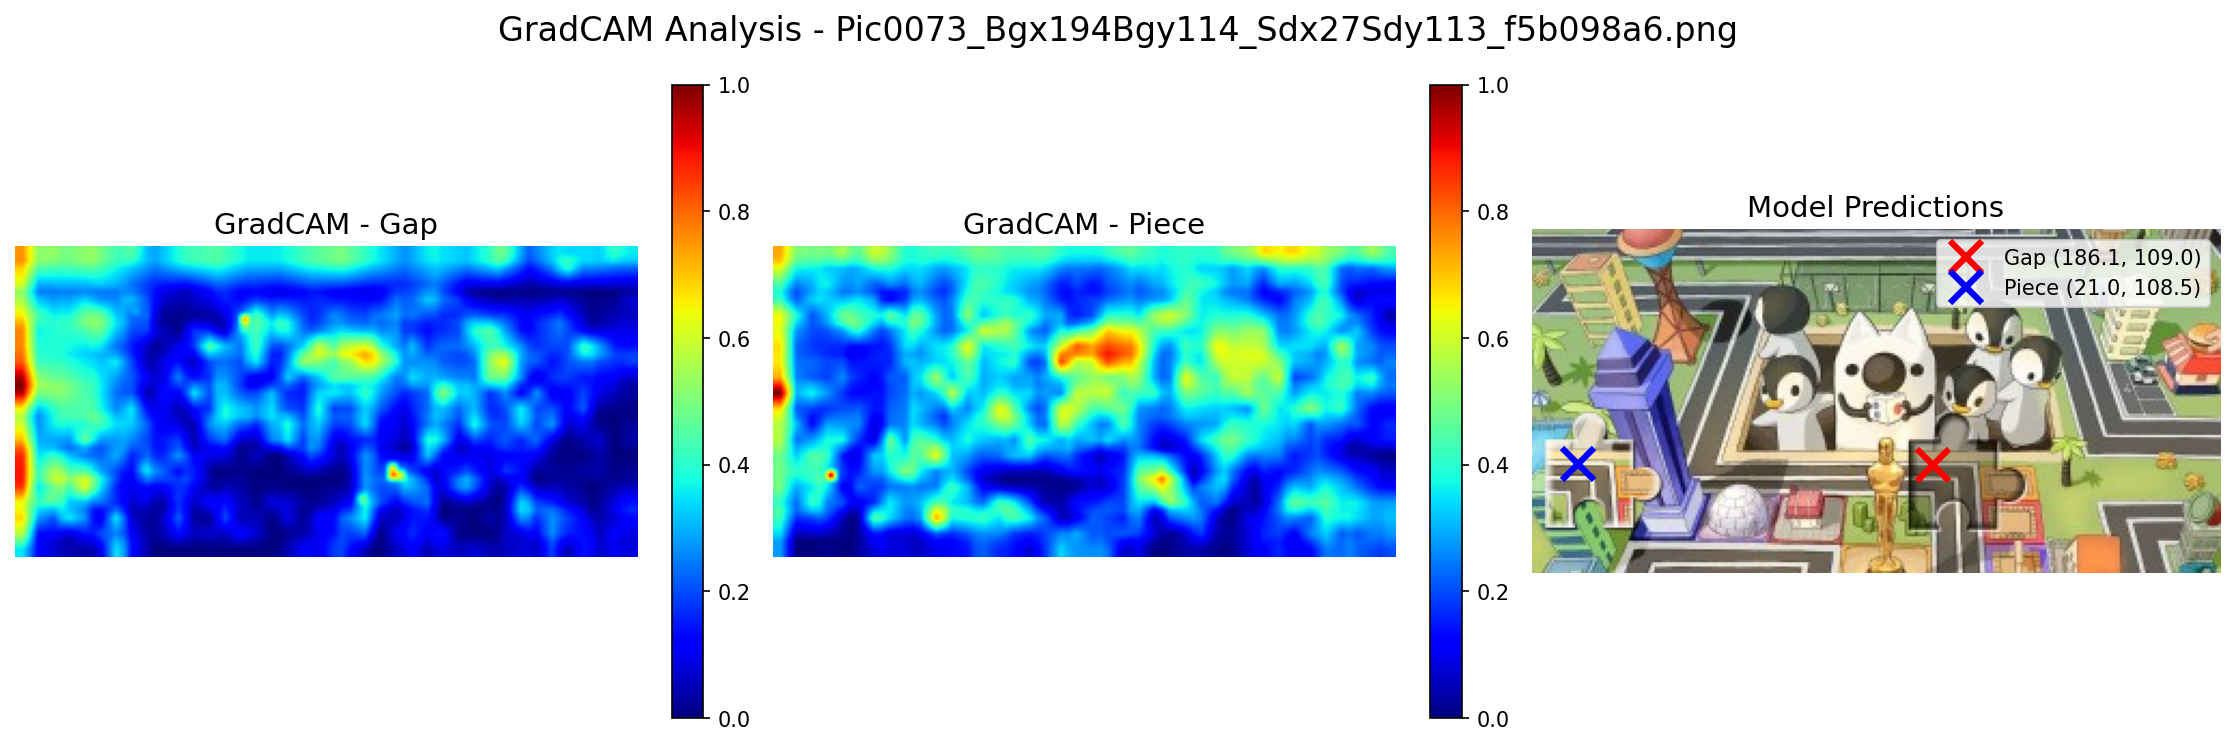 GradCAM Analysis - Pic0073_Bgx194Bgy114_Sdx27Sdy113_f5b098a6.png
GradCAM - Gap
1.0
0.8
0.6
0.4
0.2
0.0
GradCAM - Piece
1.0
0.8
0.6
0.4
0.2
0.0
Model Predictions
Gap (186.1, 109.0)
Piece (21.0, 108.5)